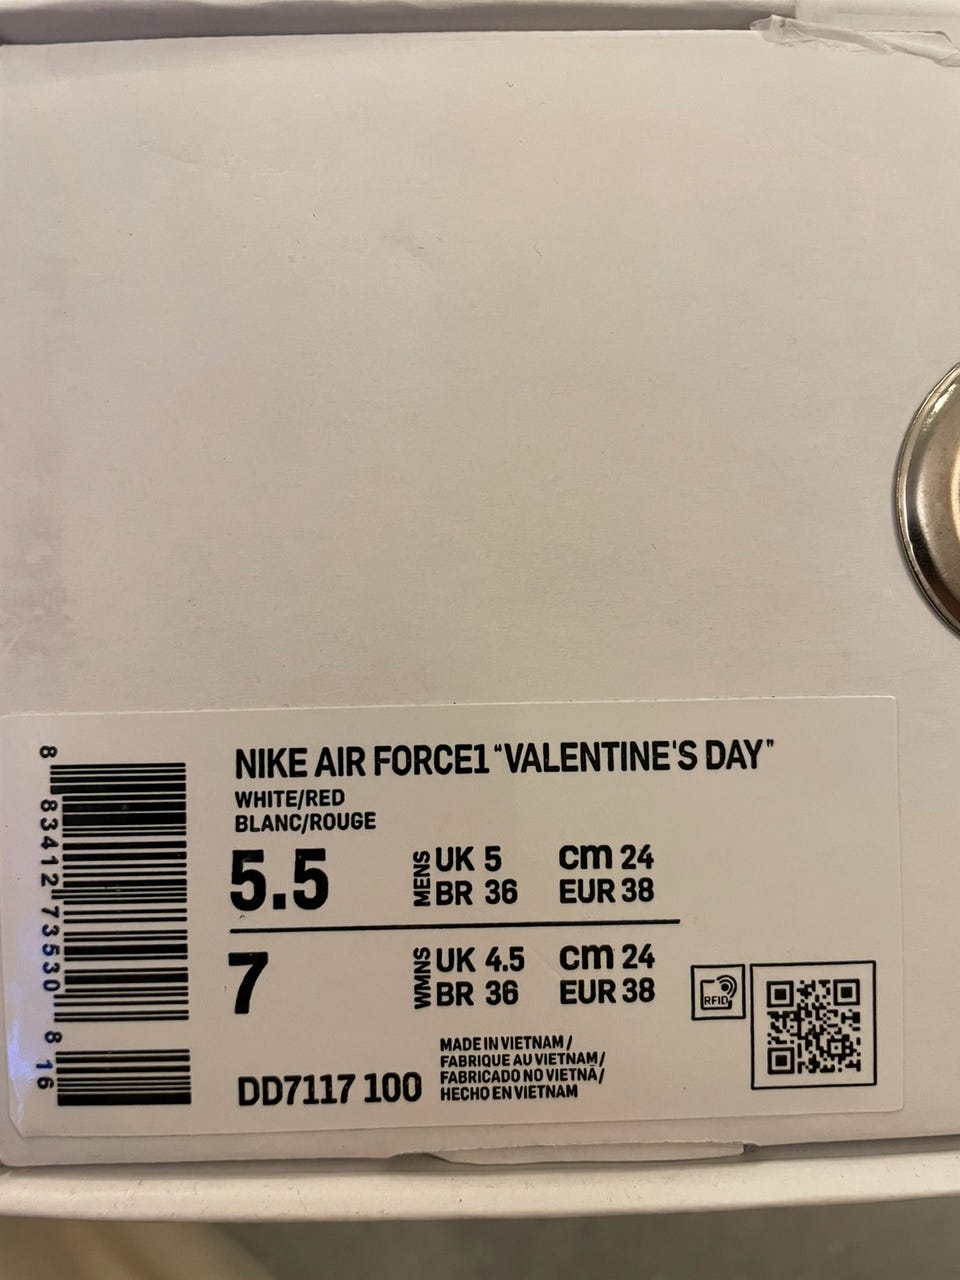 NIKE AIR FORCE1 “VALENTINE'S DAY”
WHITE/RED
BLANC/ROUGE
5.5
MENS
UK 5 cm 24
BR 36 EUR 38
7
WMNS
UK 4.5 cm 24
BR 36 EUR 38
RFID
MADE IN VIETNAM /
FABRIQUE AU VIETNAM/
FABRICADO NO VIETNÃ/
HECHO EN VIETNAM
DD7117 100
8 83412 73530 8 16